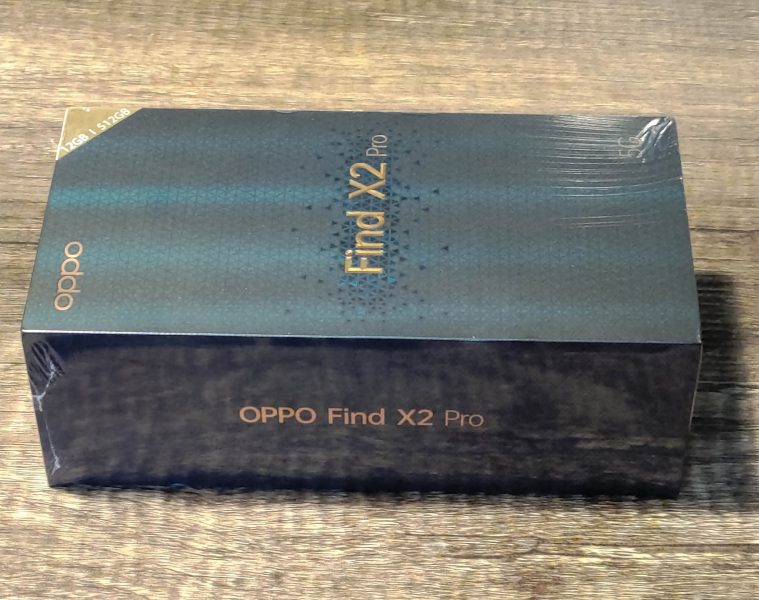 12GB | 512GB
oppo
Find X2 Pro
5G
OPPO Find X2 Pro